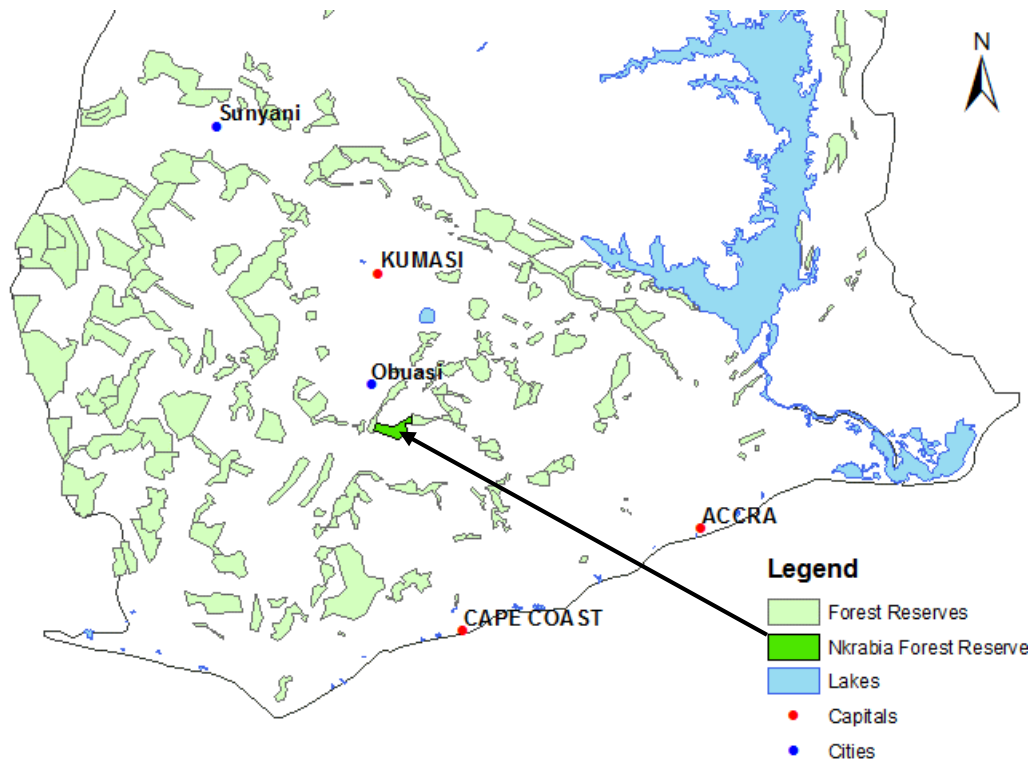 N
Sunyani
KUMASI
Obuasi
ACCRA
CAPE COAST
Legend
Forest Reserves
Nkrabia Forest Reserve
Lakes
Capitals
Cities